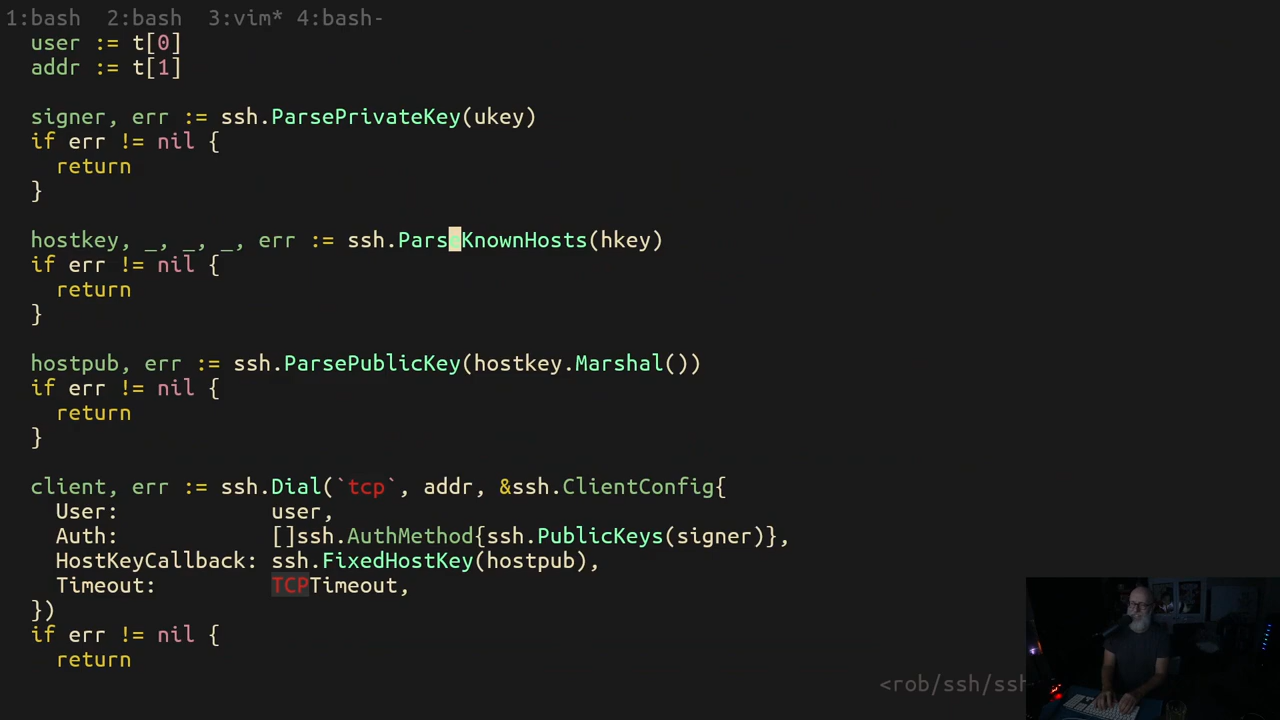 1:bash  2:bash  3:vim* 4:bash-
user := t[0]
addr := t[1]
signer, err := ssh.ParsePrivateKey(ukey)
if err != nil {
return
}
hostkey, _, _, _, err := ssh.ParseKnownHosts(hkey)
if err != nil {
return
}
hostpub, err := ssh.ParsePublicKey(hostkey.Marshal())
if err != nil {
return
}
client, err := ssh.Dial(`tcp`, addr, &ssh.ClientConfig{
User:            user,
Auth:            []ssh.AuthMethod{ssh.PublicKeys(signer)},
HostKeyCallback: ssh.FixedHostKey(hostpub),
Timeout:         TCPTimeout,
})
if err != nil {
return
<rob/ssh/ssh